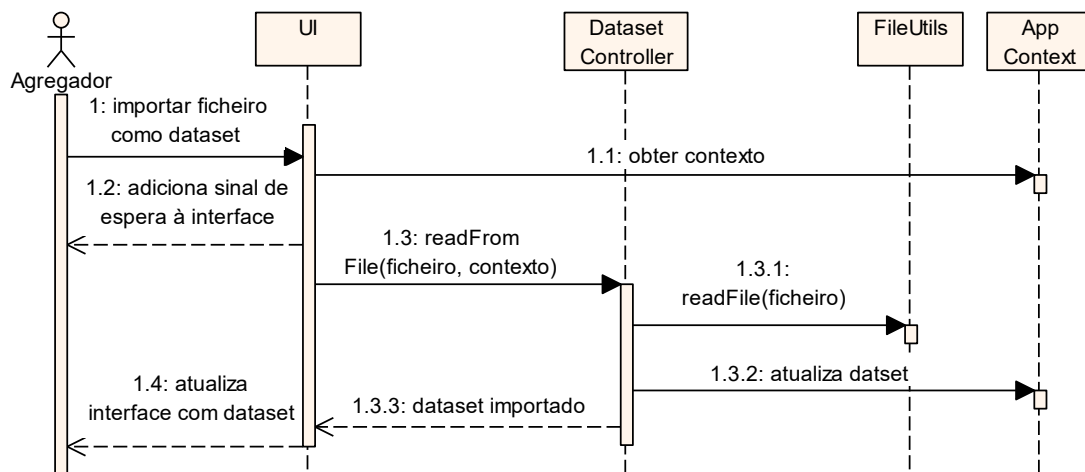 UI
Dataset
Controller
FileUtils
App
Context
Agregador
1: importar ficheiro
como dataset
1.1: obter contexto
1.2: adiciona sinal de
espera à interface
1.3: readFrom
File(ficheiro, contexto)
1.3.1:
readFile(ficheiro)
1.3.2: atualiza datset
1.4: atualiza
interface com dataset
1.3.3: dataset importado